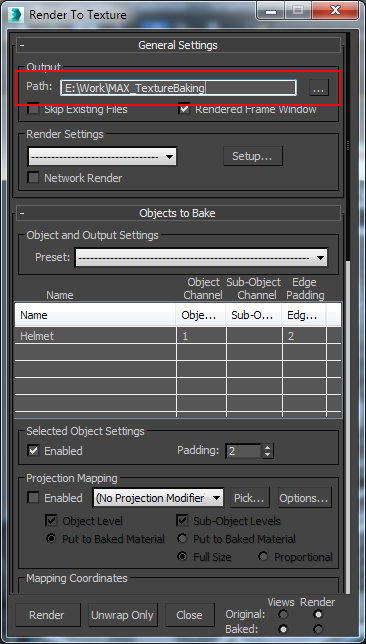 Render To Texture
- General Settings
Output
Path: E:\Work\MAX_TextureBaking ...
Skip Existing Files Rendered Frame Window
Render Settings
-------------------------------- Setup...
Network Render
- Objects to Bake
Object and Output Settings
Preset: --------------------------------------------------------
Name Object Channel Sub-Object Channel Edge Padding
Name Obje... Sub-O... Edg...
Helmet 1 2
Selected Object Settings
Enabled Padding: 2
Projection Mapping
Enabled (No Projection Modifier) Pick... Options...
Object Level Sub-Object Levels
Put to Baked Material Put to Baked Material
Full Size Proportional
Mapping Coordinates
Render Unwrap Only Close
Views Render
Original:
Baked: